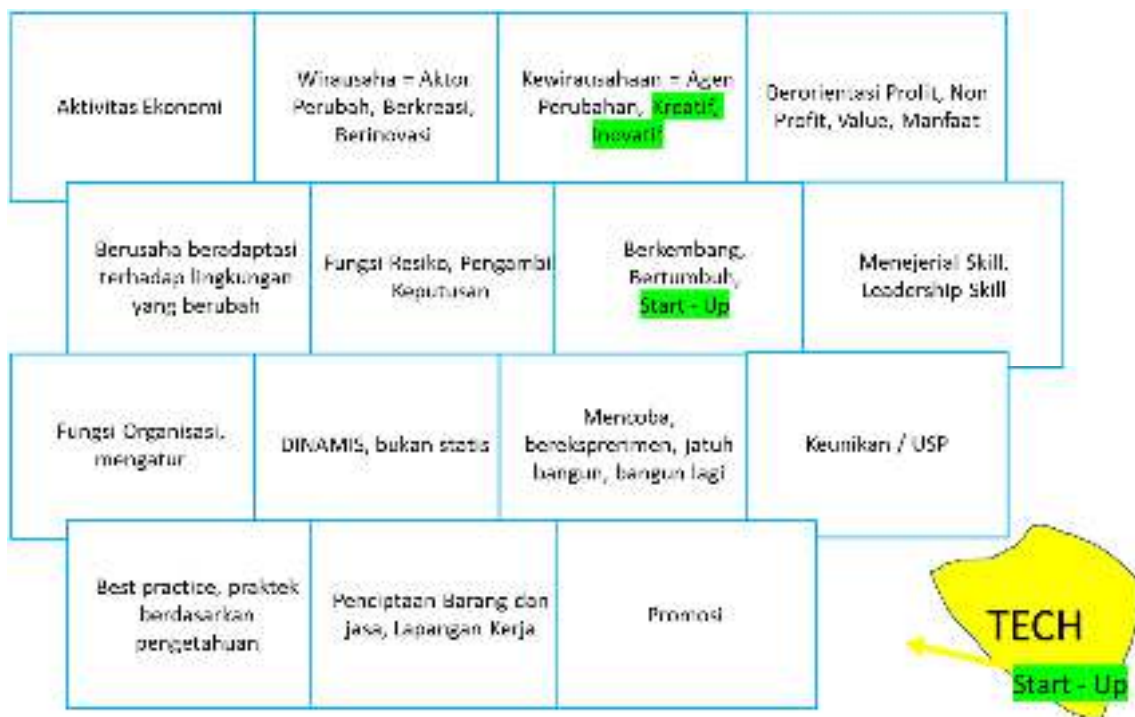 Aktivitas Ekonomi
Wirausaha = Aktor
Perubah, Berkreasi,
Berinovasi
Kewirausahaan = Agen
Perubahan, Kreatif,
Inovatif
Berorientasi Profit, Non
Profit, Value, Manfaat
Berusaha beradaptasi
terhadap lingkungan
yang berubah
Fungsi Resiko, Pengambi
Keputusan
Berkembang,
Bertumbuh,
Start - Up
Menejerial Skill,
Leadership Skill
Fungsi Organisasi,
mengatur
DINAMIS, bukan statis
Mencoba,
bereksprerimen, jatuh
bangun, bangun lagi
Keunikan / USP
Best practice, praktek
berdasarkan
pengetahuan
Penciptaan Barang dan
jasa, Lapangan Kerja
Promosi
TECH
Start - Up